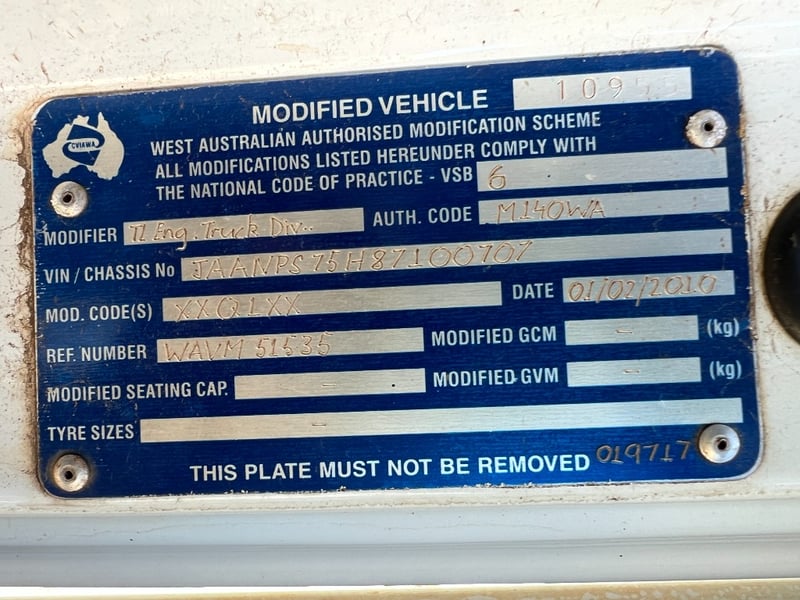 MODIFIED VEHICLE 10955
CVIAWA
WEST AUSTRALIAN AUTHORISED MODIFICATION SCHEME
ALL MODIFICATIONS LISTED HEREUNDER COMPLY WITH
THE NATIONAL CODE OF PRACTICE - VSB 6
MODIFIER TL Eng. Truck Div. AUTH. CODE M140WA
VIN / CHASSIS No JAANPS75H87100707
MOD. CODE(S) XXQ1XX DATE 01/02/2010
REF. NUMBER WAVM 51535 MODIFIED GCM - (kg)
MODIFIED SEATING CAP. - MODIFIED GVM - (kg)
TYRE SIZES -
THIS PLATE MUST NOT BE REMOVED 019717